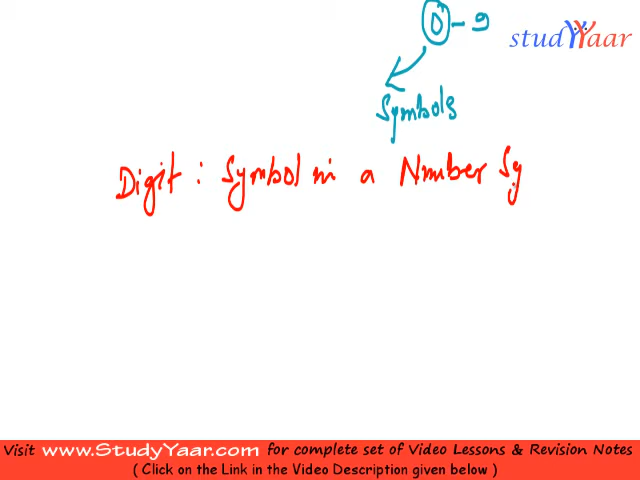 0 - 9
studYYaar
Symbols
Digit : Symbol in a Number Sy
Visit www.StudyYaar.com for complete set of Video Lessons & Revision Notes
( Click on the Link in the Video Description given below )